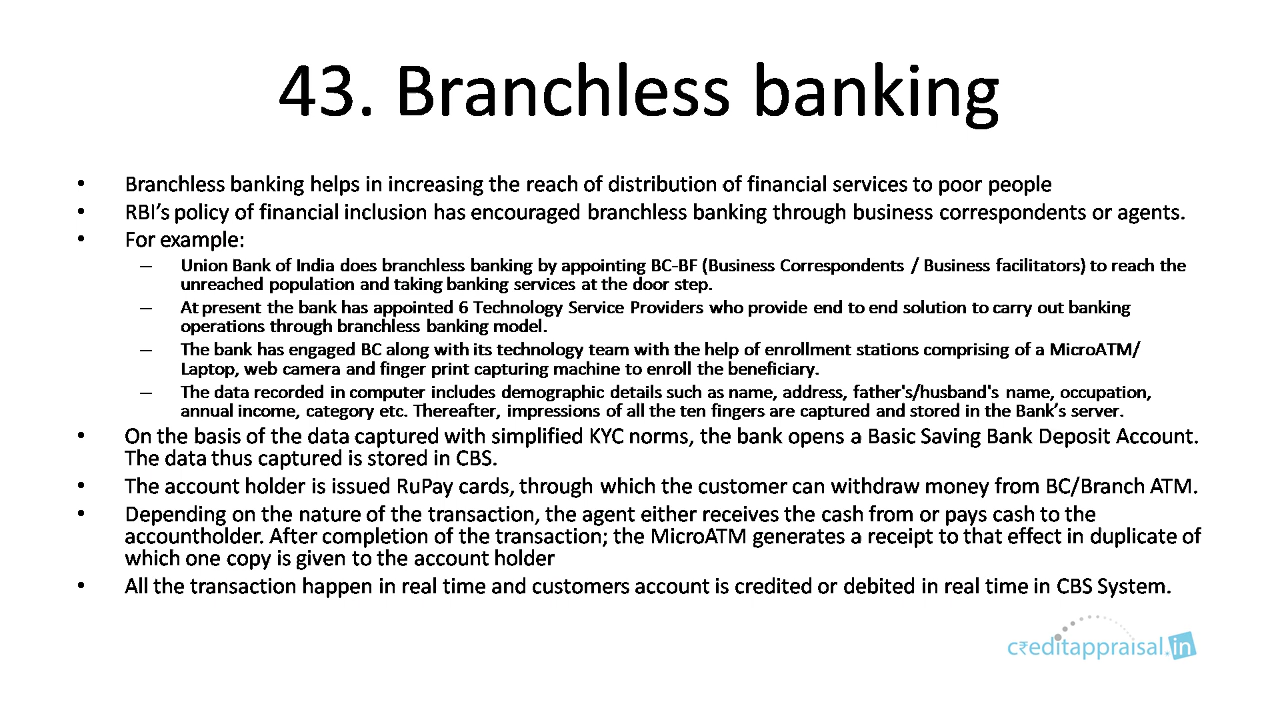 43. Branchless banking
• Branchless banking helps in increasing the reach of distribution of financial services to poor people
• RBI’s policy of financial inclusion has encouraged branchless banking through business correspondents or agents.
• For example:
– Union Bank of India does branchless banking by appointing BC-BF (Business Correspondents / Business facilitators) to reach the
unreached population and taking banking services at the door step.
– At present the bank has appointed 6 Technology Service Providers who provide end to end solution to carry out banking
operations through branchless banking model.
– The bank has engaged BC along with its technology team with the help of enrollment stations comprising of a MicroATM/
Laptop, web camera and finger print capturing machine to enroll the beneficiary.
– The data recorded in computer includes demographic details such as name, address, father's/husband's name, occupation,
annual income, category etc. Thereafter, impressions of all the ten fingers are captured and stored in the Bank’s server.
• On the basis of the data captured with simplified KYC norms, the bank opens a Basic Saving Bank Deposit Account.
The data thus captured is stored in CBS.
• The account holder is issued RuPay cards, through which the customer can withdraw money from BC/Branch ATM.
• Depending on the nature of the transaction, the agent either receives the cash from or pays cash to the
accountholder. After completion of the transaction; the MicroATM generates a receipt to that effect in duplicate of
which one copy is given to the account holder
• All the transaction happen in real time and customers account is credited or debited in real time in CBS System.
c₹editappraisal.in